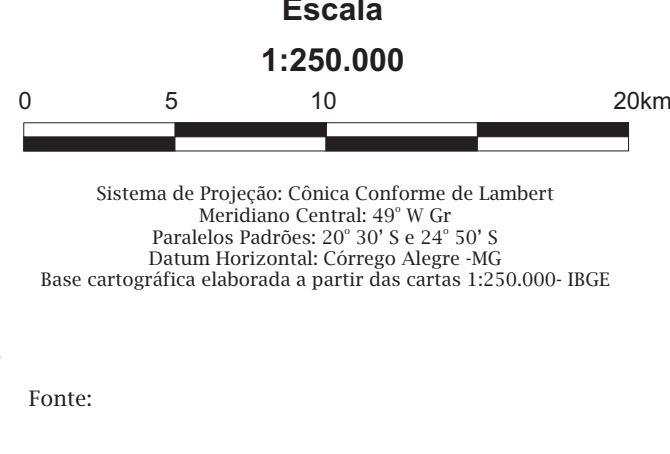 Escala
1:250.000
0 5 10 20km
Sistema de Projeção: Cônica Conforme de Lambert
Meridiano Central: 49° W Gr
Paralelos Padrões: 20° 30’ S e 24° 50’ S
Datum Horizontal: Córrego Alegre -MG
Base cartográfica elaborada a partir das cartas 1:250.000- IBGE
Fonte: